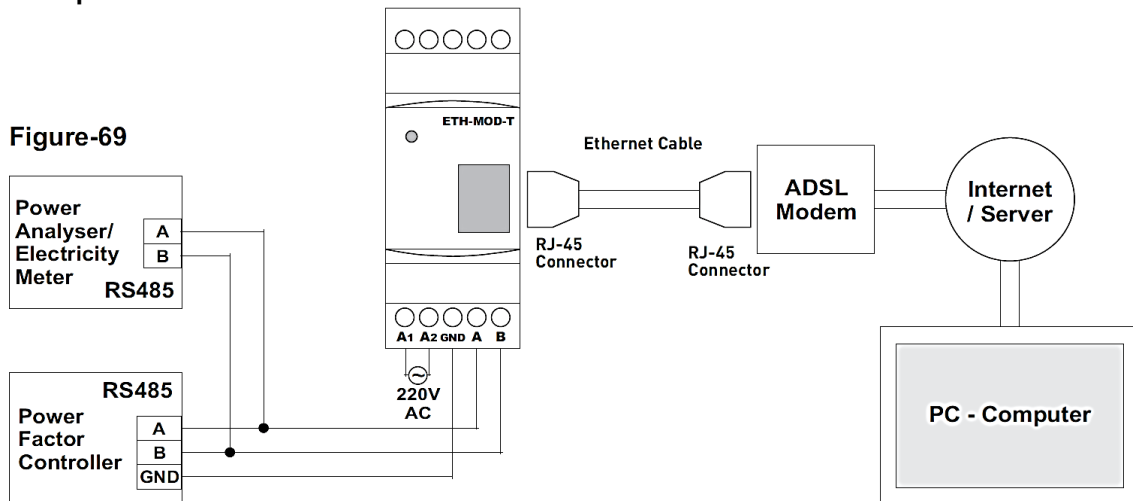 Figure-69
Power
Analyser/
Electricity
Meter
A
B
RS485
RS485
Power
Factor
Controller
A
B
GND
ETH-MOD-T
A1 A2 GND A B
220V
AC
Ethernet Cable
RJ-45
Connector
RJ-45
Connector
ADSL
Modem
Internet
/ Server
PC - Computer